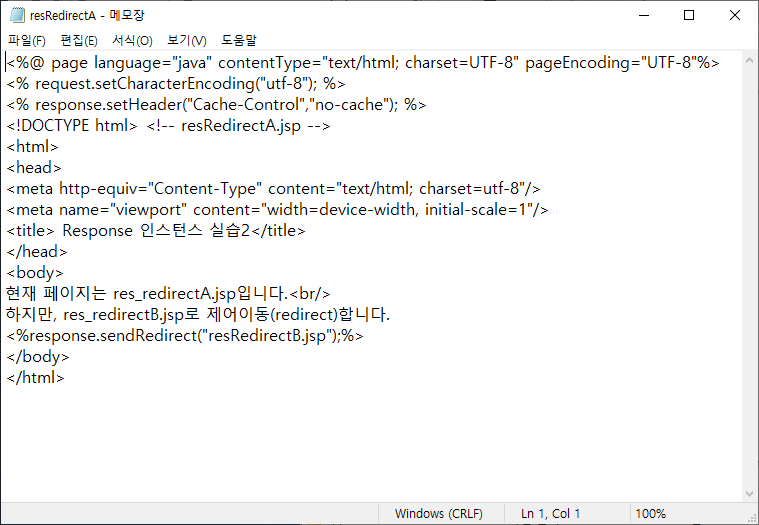 resRedirectA - 메모장
파일(F) 편집(E) 서식(O) 보기(V) 도움말
<%@ page language="java" contentType="text/html; charset=UTF-8" pageEncoding="UTF-8"%>
<% request.setCharacterEncoding("utf-8"); %>
<% response.setHeader("Cache-Control","no-cache"); %>
<!DOCTYPE html> <!-- resRedirectA.jsp -->
<html>
<head>
<meta http-equiv="Content-Type" content="text/html; charset=utf-8"/>
<meta name="viewport" content="width=device-width, initial-scale=1"/>
<title> Response 인스턴스 실습2</title>
</head>
<body>
현재 페이지는 res_redirectA.jsp입니다.<br/>
하지만, res_redirectB.jsp로 제어이동(redirect)합니다.
<%response.sendRedirect("resRedirectB.jsp");%>
</body>
</html>
Windows (CRLF) Ln 1, Col 1 100%